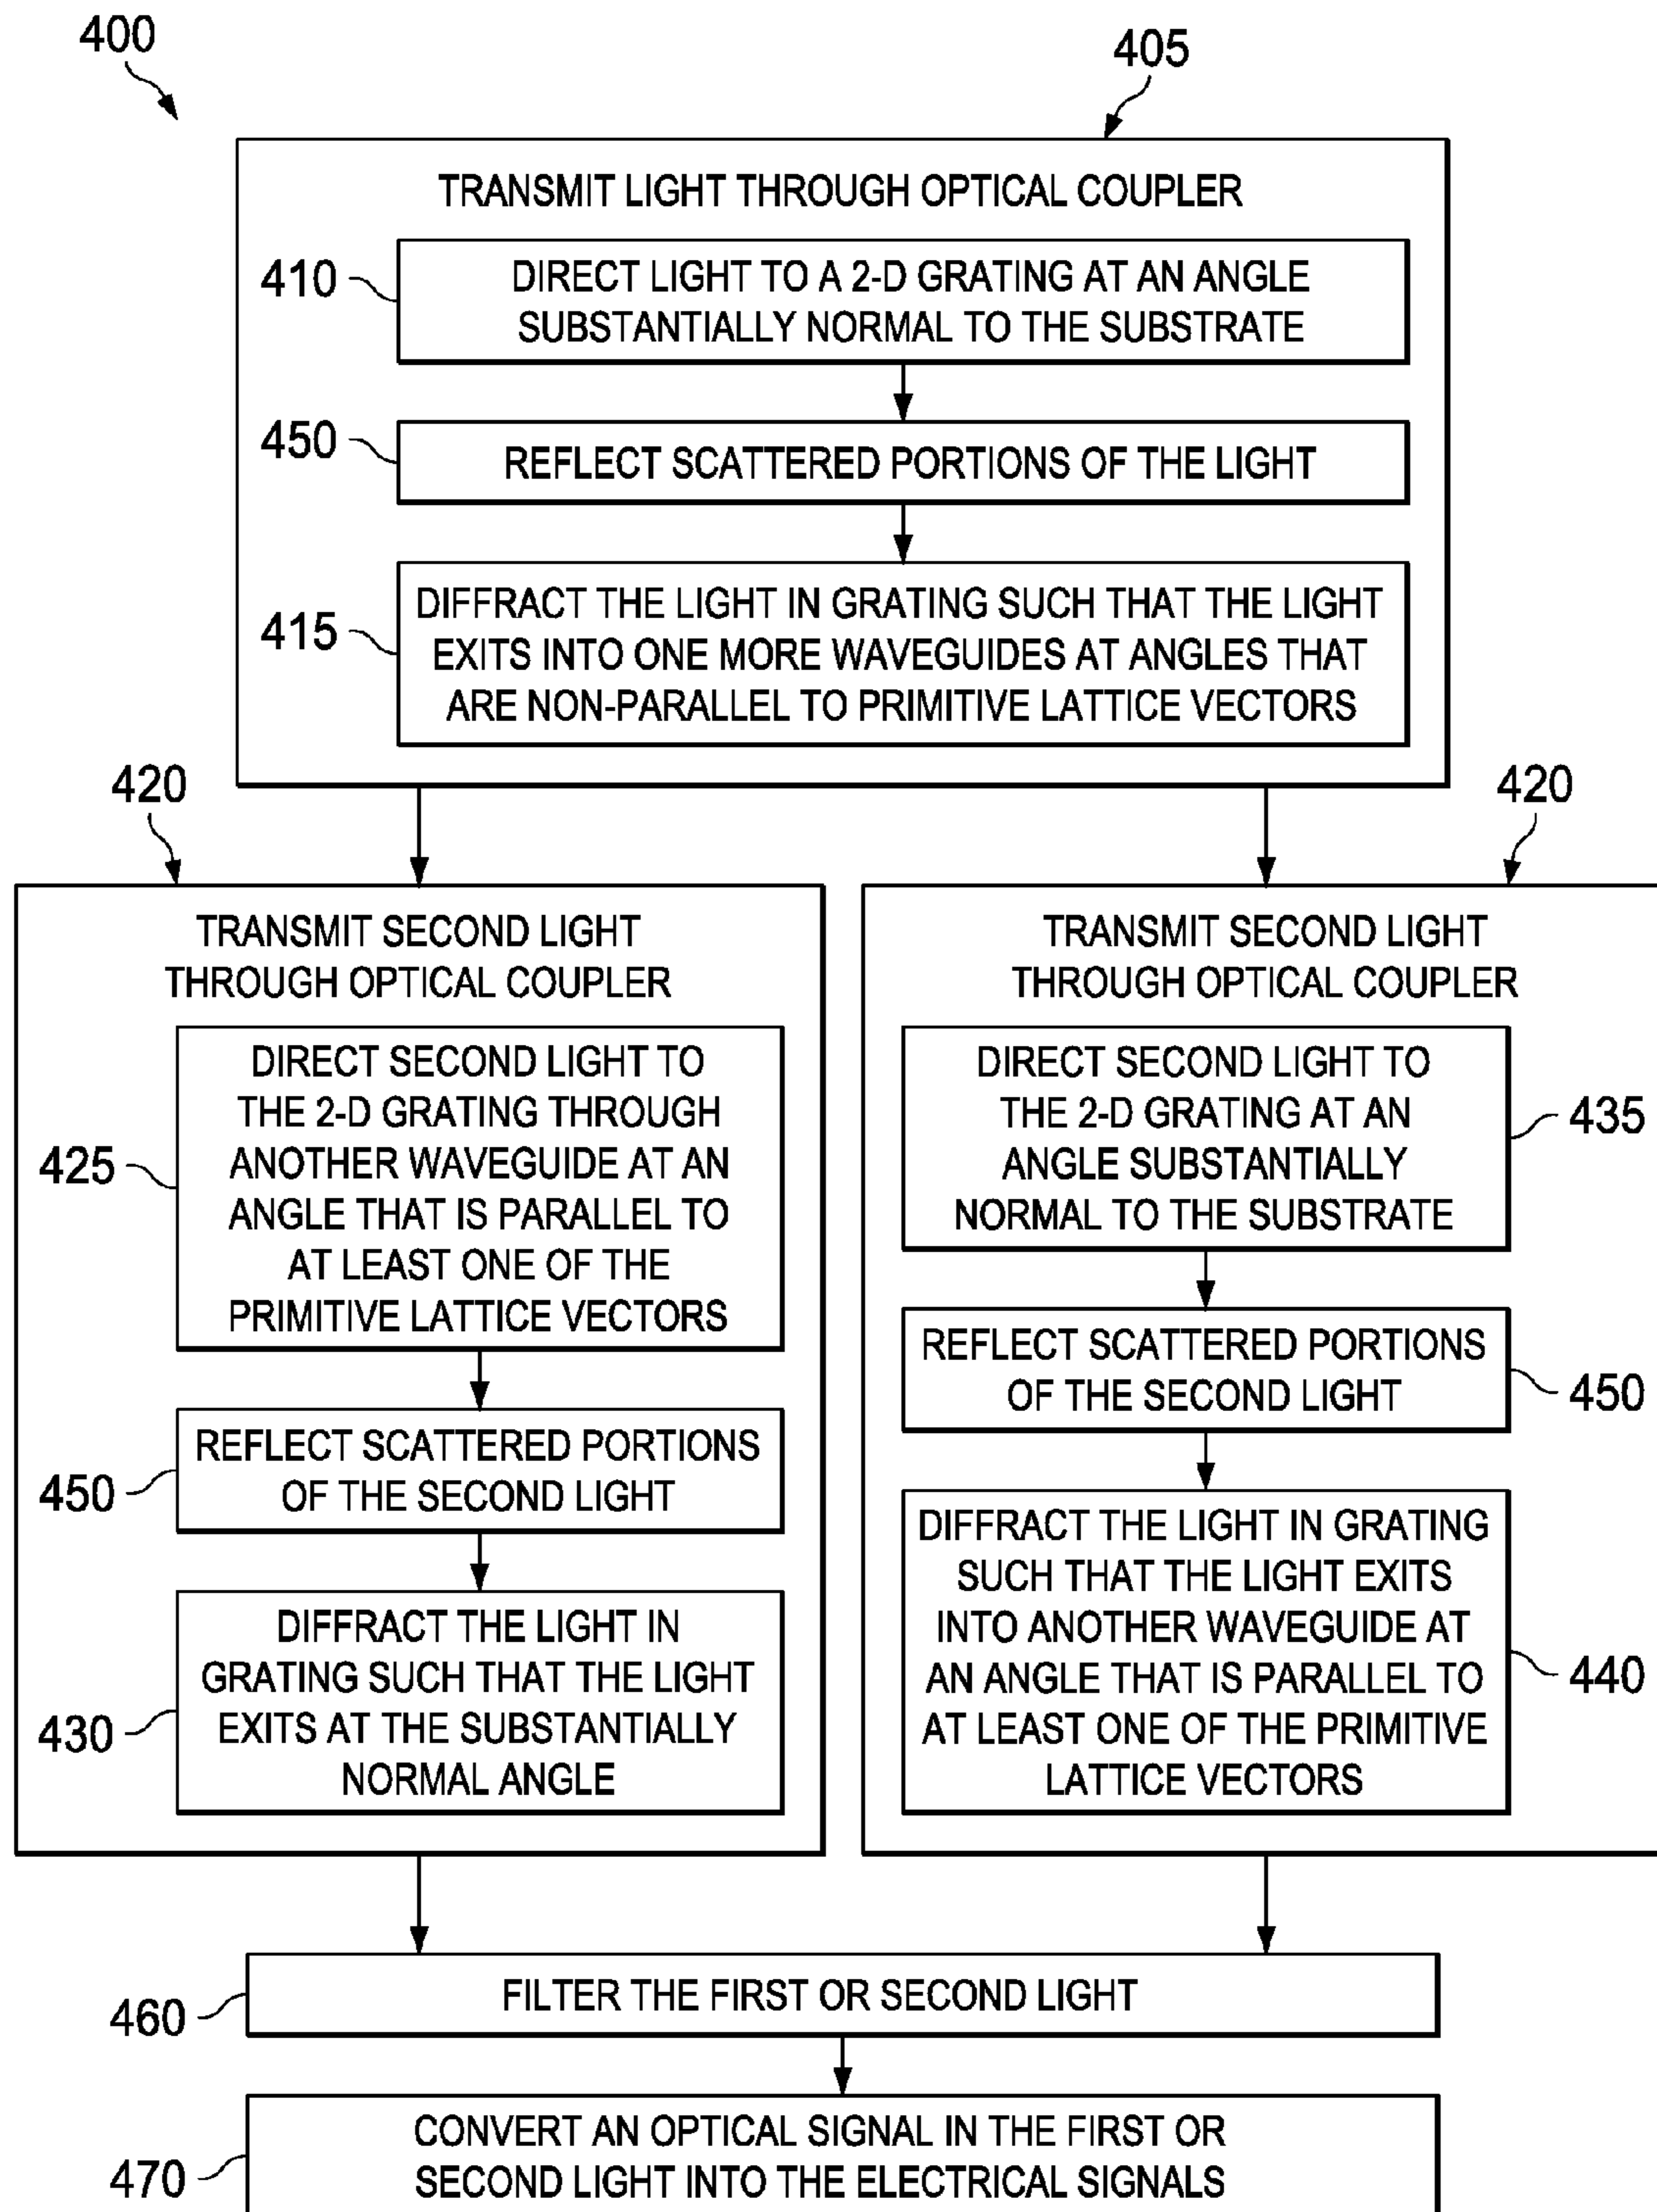 400
405
TRANSMIT LIGHT THROUGH OPTICAL COUPLER
410
DIRECT LIGHT TO A 2-D GRATING AT AN ANGLE
SUBSTANTIALLY NORMAL TO THE SUBSTRATE
450
REFLECT SCATTERED PORTIONS OF THE LIGHT
415
DIFFRACT THE LIGHT IN GRATING SUCH THAT THE LIGHT
EXITS INTO ONE MORE WAVEGUIDES AT ANGLES THAT
ARE NON-PARALLEL TO PRIMITIVE LATTICE VECTORS
420
TRANSMIT SECOND LIGHT
THROUGH OPTICAL COUPLER
425
DIRECT SECOND LIGHT TO
THE 2-D GRATING THROUGH
ANOTHER WAVEGUIDE AT AN
ANGLE THAT IS PARALLEL TO
AT LEAST ONE OF THE
PRIMITIVE LATTICE VECTORS
450
REFLECT SCATTERED PORTIONS
OF THE SECOND LIGHT
430
DIFFRACT THE LIGHT IN
GRATING SUCH THAT THE LIGHT
EXITS AT THE SUBSTANTIALLY
NORMAL ANGLE
420
TRANSMIT SECOND LIGHT
THROUGH OPTICAL COUPLER
DIRECT SECOND LIGHT TO
THE 2-D GRATING AT AN
ANGLE SUBSTANTIALLY
NORMAL TO THE SUBSTRATE
435
REFLECT SCATTERED PORTIONS
OF THE SECOND LIGHT
450
DIFFRACT THE LIGHT IN GRATING
SUCH THAT THE LIGHT EXITS
INTO ANOTHER WAVEGUIDE AT
AN ANGLE THAT IS PARALLEL TO
AT LEAST ONE OF THE PRIMITIVE
LATTICE VECTORS
440
460
FILTER THE FIRST OR SECOND LIGHT
470
CONVERT AN OPTICAL SIGNAL IN THE FIRST OR
SECOND LIGHT INTO THE ELECTRICAL SIGNALS